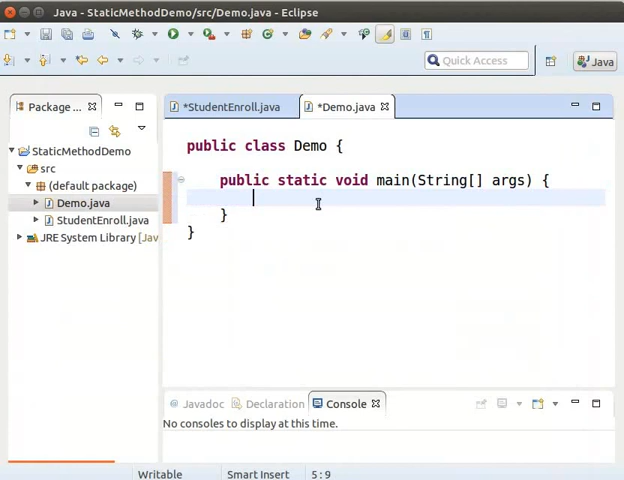 Java - StaticMethodDemo/src/Demo.java - Eclipse
Quick Access
Java
Package ...
*StudentEnroll.java
*Demo.java
StaticMethodDemo
src
(default package)
Demo.java
StudentEnroll.java
JRE System Library [Jav
public class Demo {
public static void main(String[] args) {
}
}
Javadoc
Declaration
Console
No consoles to display at this time.
Writable
Smart Insert
5 : 9